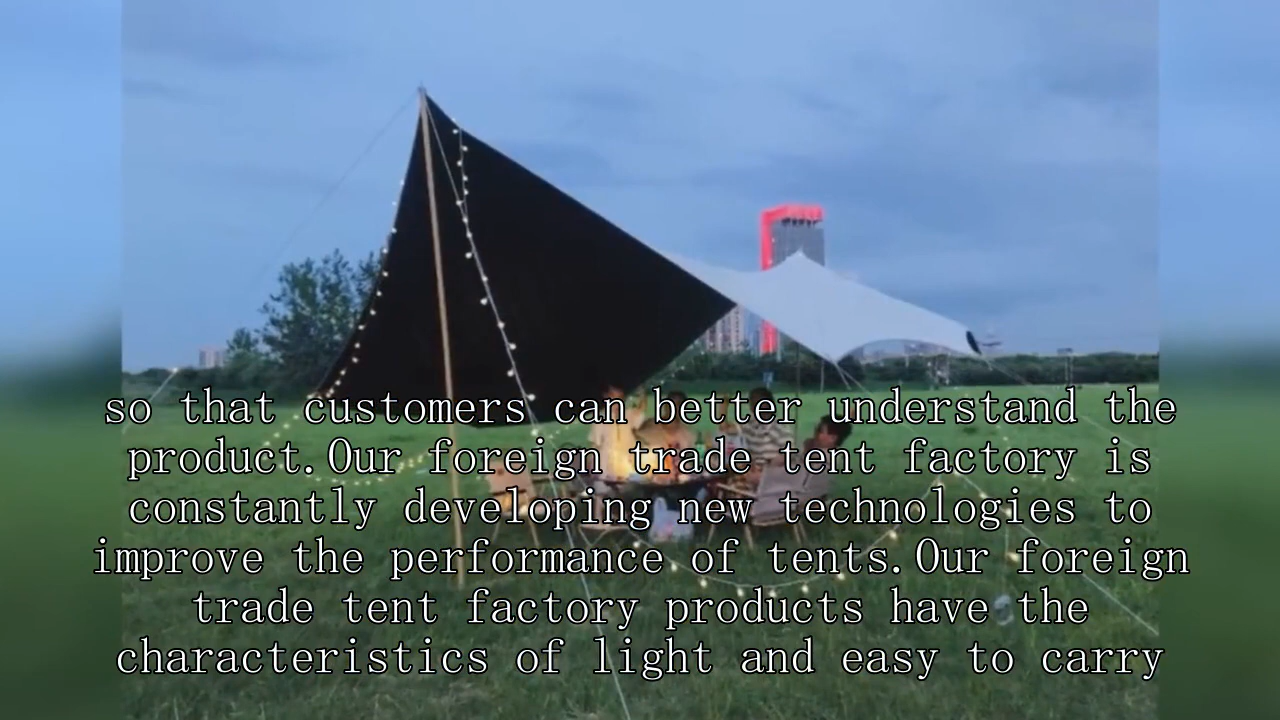 so that customers can better understand the
product.Our foreign trade tent factory is
constantly developing new technologies to
improve the performance of tents.Our foreign
trade tent factory products have the
characteristics of light and easy to carry